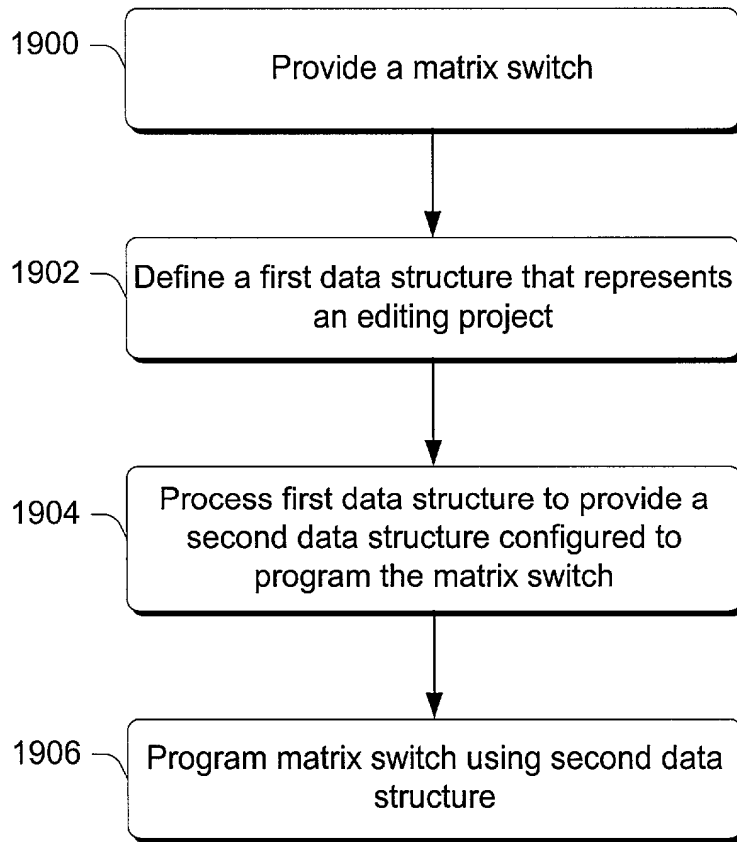 1900
Provide a matrix switch
1902
Define a first data structure that represents
an editing project
1904
Process first data structure to provide a
second data structure configured to
program the matrix switch
1906
Program matrix switch using second data
structure